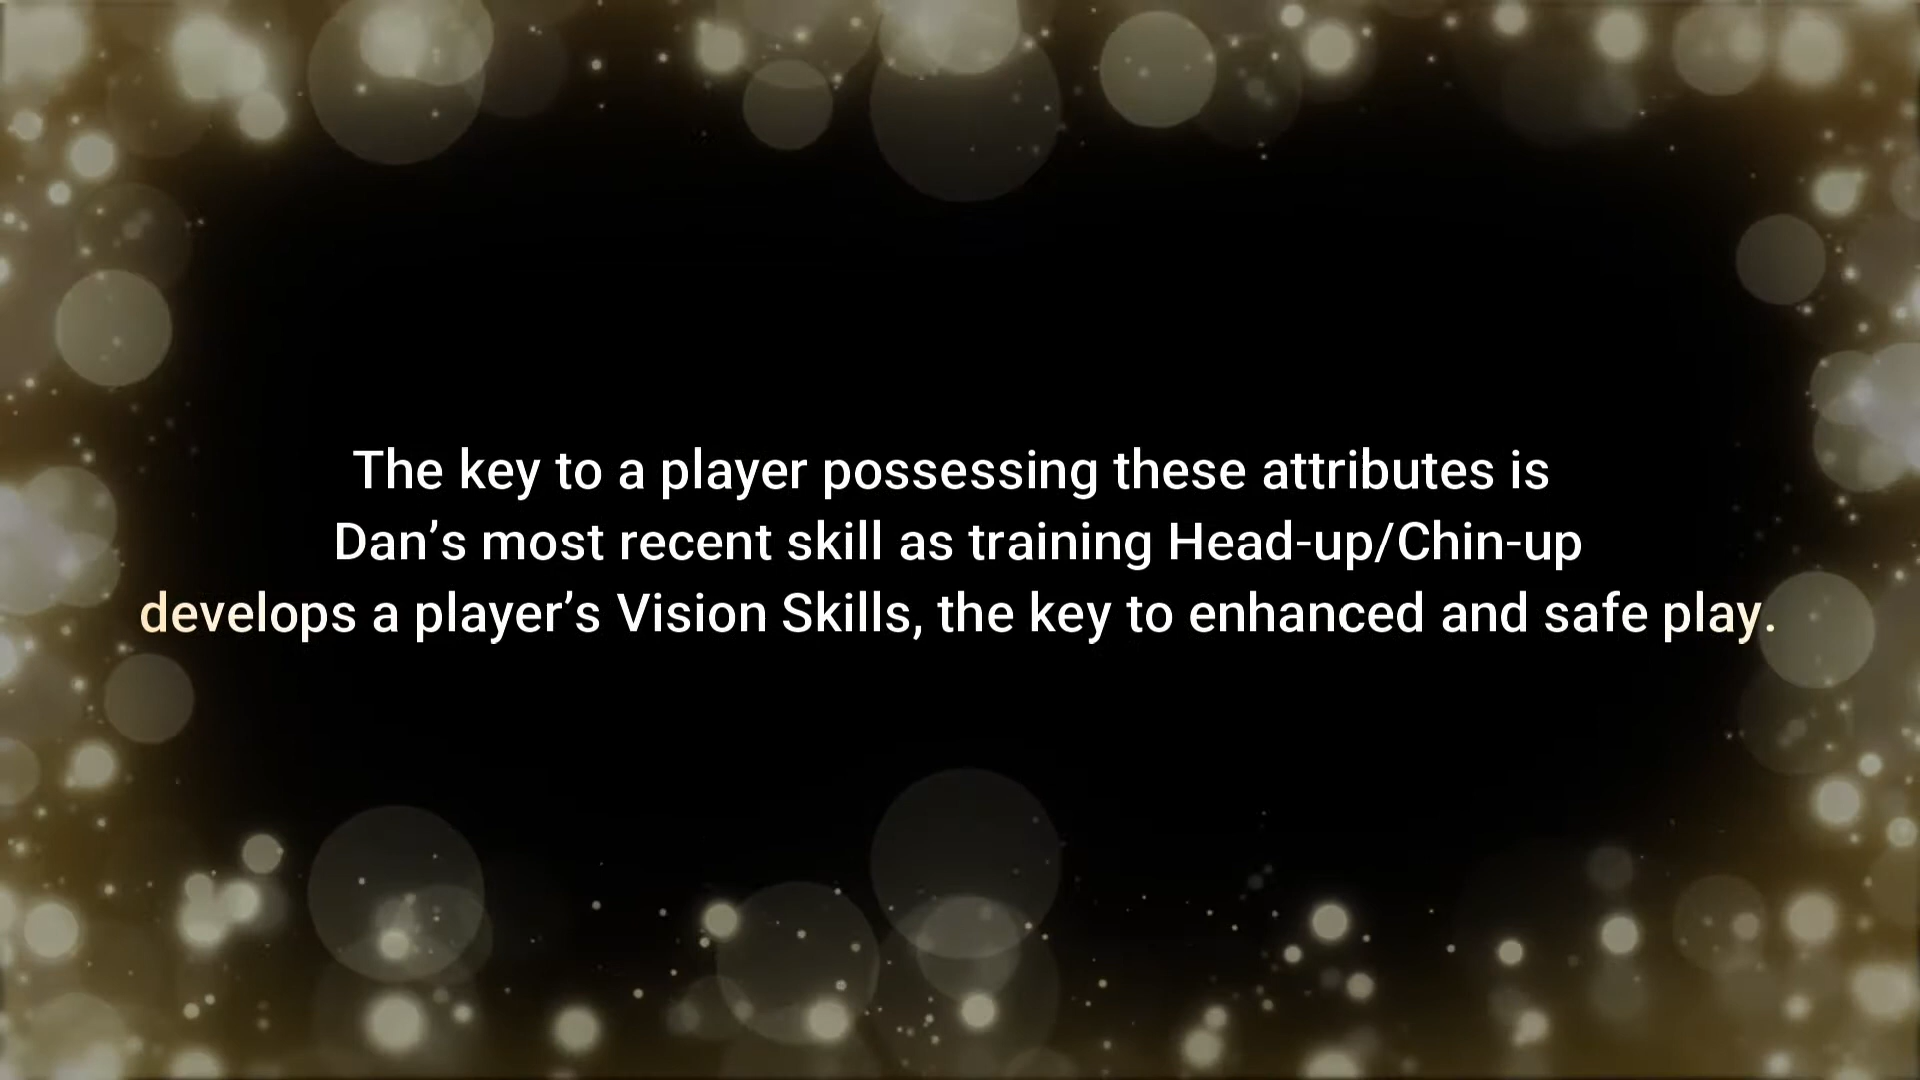 The key to a player possessing these attributes is
Dan’s most recent skill as training Head-up/Chin-up
develops a player’s Vision Skills, the key to enhanced and safe play.